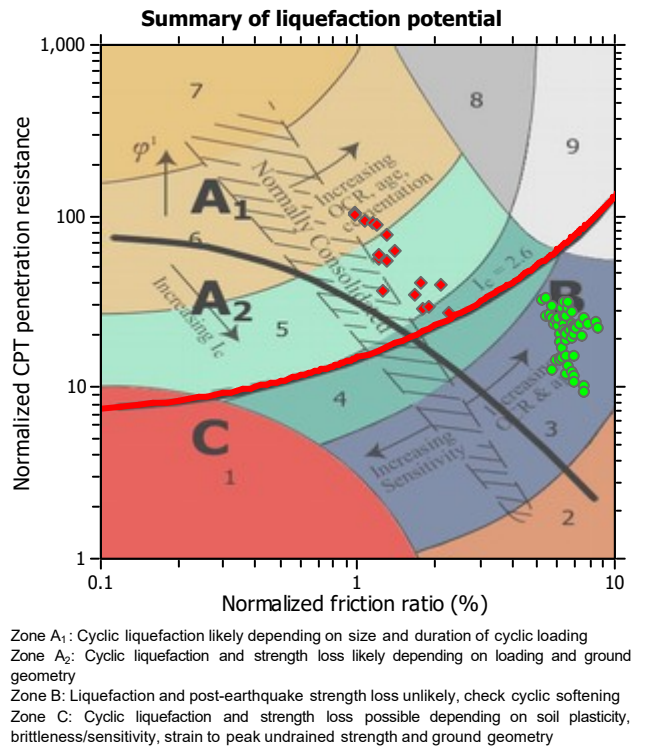 Summary of liquefaction potential
Normalized CPT penetration resistance
1,000
100
10
1
7
8
9
φ'
A1
Normally Consolidated
Increasing
OCR, age,
cementation
6
A2
Increasing Ic
5
Ic = 2.6
B
4
Increasing
OCR & age
3
C
1
Increasing
Sensitivity
2
0.1
1
10
Normalized friction ratio (%)
Zone A1: Cyclic liquefaction likely depending on size and duration of cyclic loading
Zone A2: Cyclic liquefaction and strength loss likely depending on loading and ground
geometry
Zone B: Liquefaction and post-earthquake strength loss unlikely, check cyclic softening
Zone C: Cyclic liquefaction and strength loss possible depending on soil plasticity,
brittleness/sensitivity, strain to peak undrained strength and ground geometry